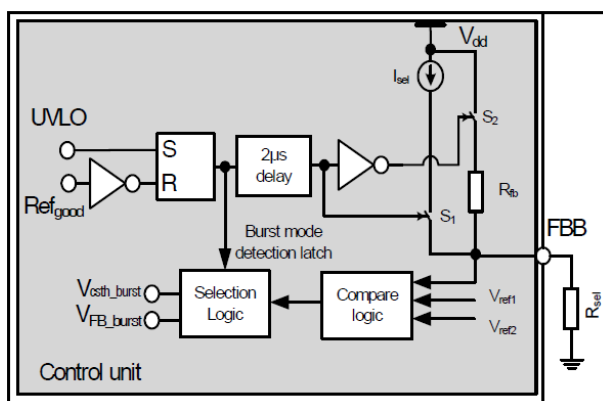 Vdd
Isel
UVLO
S2
S
2µs
delay
R
Refgood
Rfb
S1
FBB
Burst mode
detection latch
Vcsth_burst
VFB_burst
Selection
Logic
Compare
logic
Vref1
Vref2
Rsel
Control unit